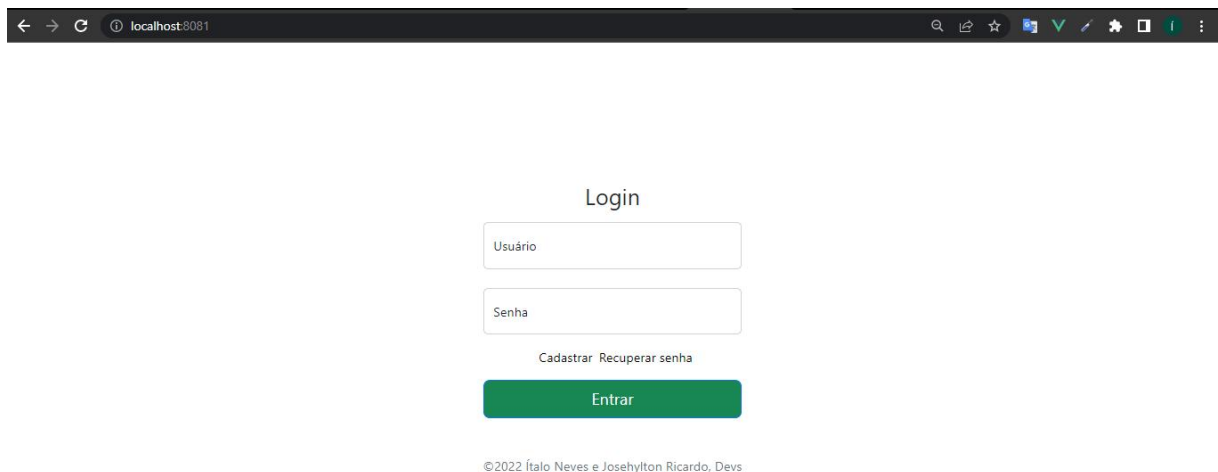 localhost:8081
Login
Usuário
Senha
Cadastrar Recuperar senha
Entrar
©2022 Ítalo Neves e Josehylton Ricardo, Devs